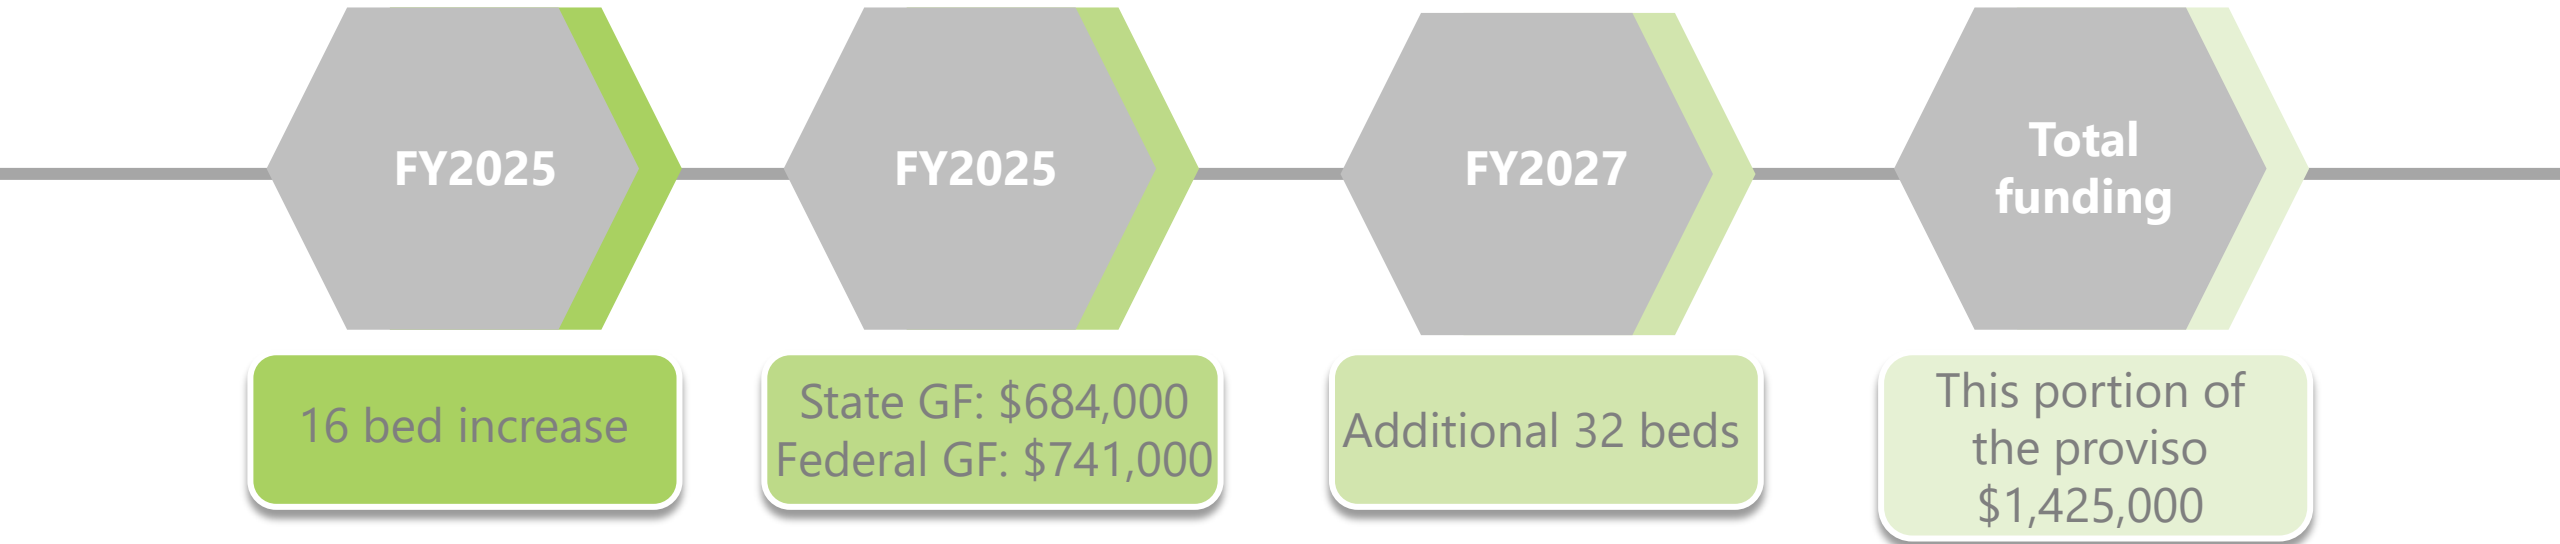 FY2025
16 bed increase
FY2025
State GF: $684,000
Federal GF: $741,000
FY2027
Additional 32 beds
Total
funding
This portion of
the proviso
$1,425,000